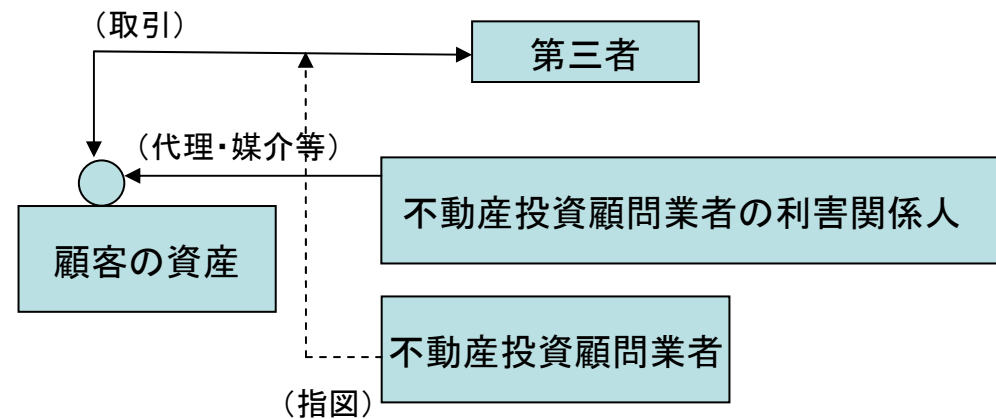 （取引）
第三者
（代理・媒介等）
不動産投資顧問業者の利害関係人
顧客の資産
不動産投資顧問業者
（指図）